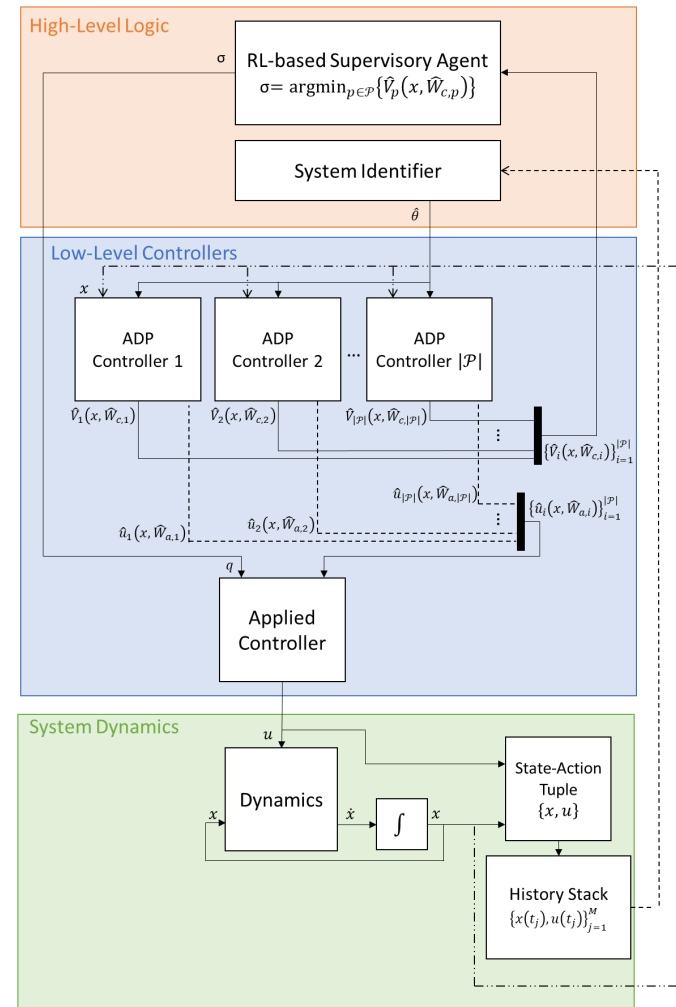 High-Level Logic
σ
RL-based Supervisory Agent
σ= argmin_{p∈𝒫}{V̂_p(x, Ŵ_{c,p})}
System Identifier
θ̂
Low-Level Controllers
x
ADP
Controller 1
ADP
Controller 2
...
ADP
Controller |𝒫|
V̂_1(x, Ŵ_{c,1})
V̂_2(x, Ŵ_{c,2})
V̂_{|𝒫|}(x, Ŵ_{c,|𝒫|})
⋮
{V̂_i(x, Ŵ_{c,i})}_{i=1}^{|𝒫|}
û_{|𝒫|}(x, Ŵ_{a,|𝒫|})
û_2(x, Ŵ_{a,2})
û_1(x, Ŵ_{a,1})
⋮
{û_i(x, Ŵ_{a,i})}_{i=1}^{|𝒫|}
q
Applied
Controller
System Dynamics
u
x
Dynamics
ẋ
∫
x
State-Action
Tuple
{x, u}
History Stack
{x(t_j), u(t_j)}_{j=1}^{M}